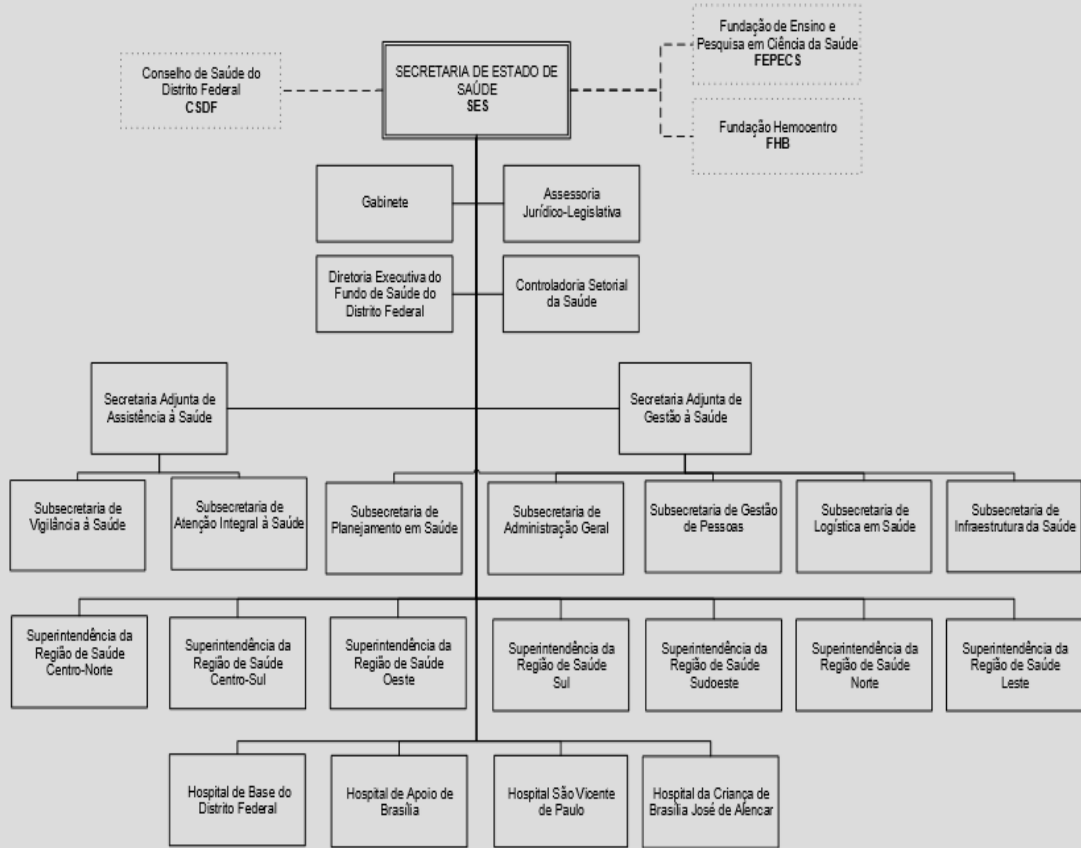 Fundação de Ensino e
Pesquisa em Ciência da Saúde
FEPECS
Conselho de Saúde do
Distrito Federal
CSDF
SECRETARIA DE ESTADO DE
SAÚDE
SES
Fundação Hemocentro
FHB
Gabinete
Assessoria
Jurídico-Legislativa
Diretoria Executiva do
Fundo de Saúde do
Distrito Federal
Controladoria Setorial
da Saúde
Secretaria Adjunta de
Assistência à Saúde
Secretaria Adjunta de
Gestão à Saúde
Subsecretaria de
Vigilância à Saúde
Subsecretaria de
Atenção Integral à Saúde
Subsecretaria de
Planejamento em Saúde
Subsecretaria de
Administração Geral
Subsecretaria de Gestão
de Pessoas
Subsecretaria de
Logística em Saúde
Subsecretaria de
Infraestrutura da Saúde
Superintendência da
Região de Saúde
Centro-Norte
Superintendência da
Região de Saúde
Centro-Sul
Superintendência da
Região de Saúde
Oeste
Superintendência da
Região de Saúde
Sul
Superintendência da
Região de Saúde
Sudoeste
Superintendência da
Região de Saúde
Norte
Superintendência da
Região de Saúde
Leste
Hospital de Base do
Distrito Federal
Hospital de Apoio de
Brasília
Hospital São Vicente
de Paulo
Hospital da Criança de
Brasília José de Alencar